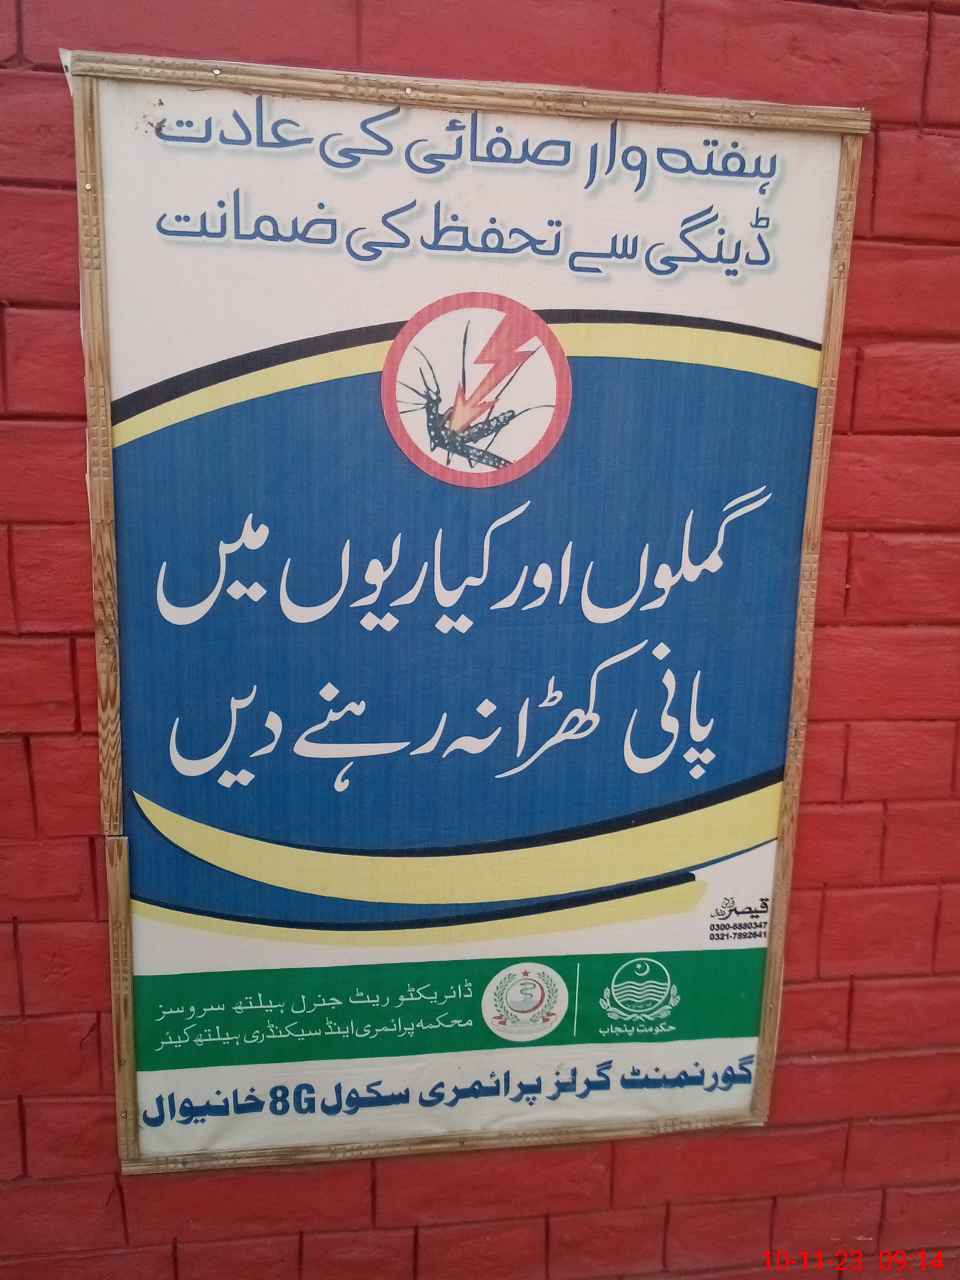 ہفتہ وار صفائی کی عادت
ڈینگی سے تحفظ کی ضمانت
گملوں اور کیاریوں میں
پانی کھڑا نہ رہنے دیں
قیصر
0300-6880347
0321-7892641
حکومت پنجاب
ڈائریکٹوریٹ جنرل ہیلتھ سروسز
محکمہ پرائمری اینڈ سیکنڈری ہیلتھ کیئر
گورنمنٹ گرلز پرائمری سکول 8G خانیوال
10-11-23 09:14